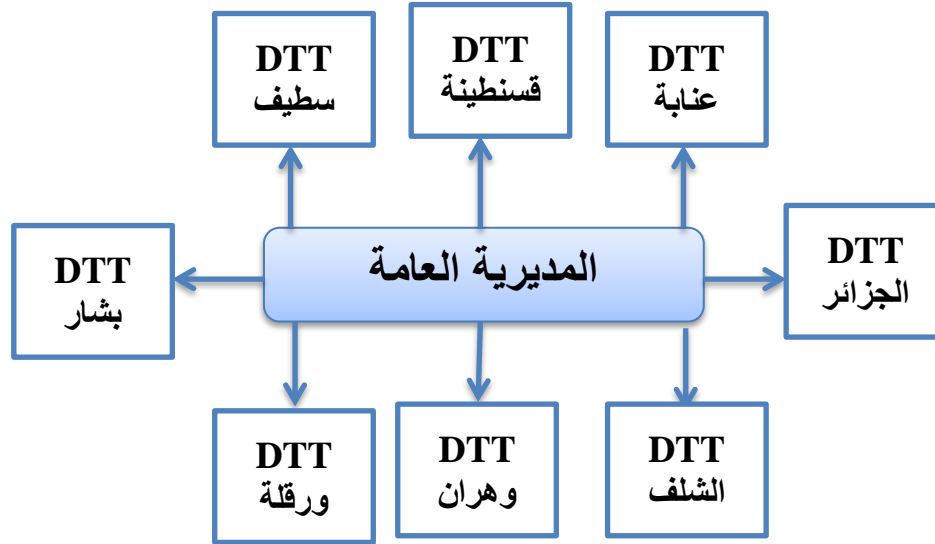 DTT
سطيف
DTT
قسنطينة
DTT
عنابة
المديرية العامة
DTT
بشار
DTT
الجزائر
DTT
ورقلة
DTT
وهران
DTT
الشلف